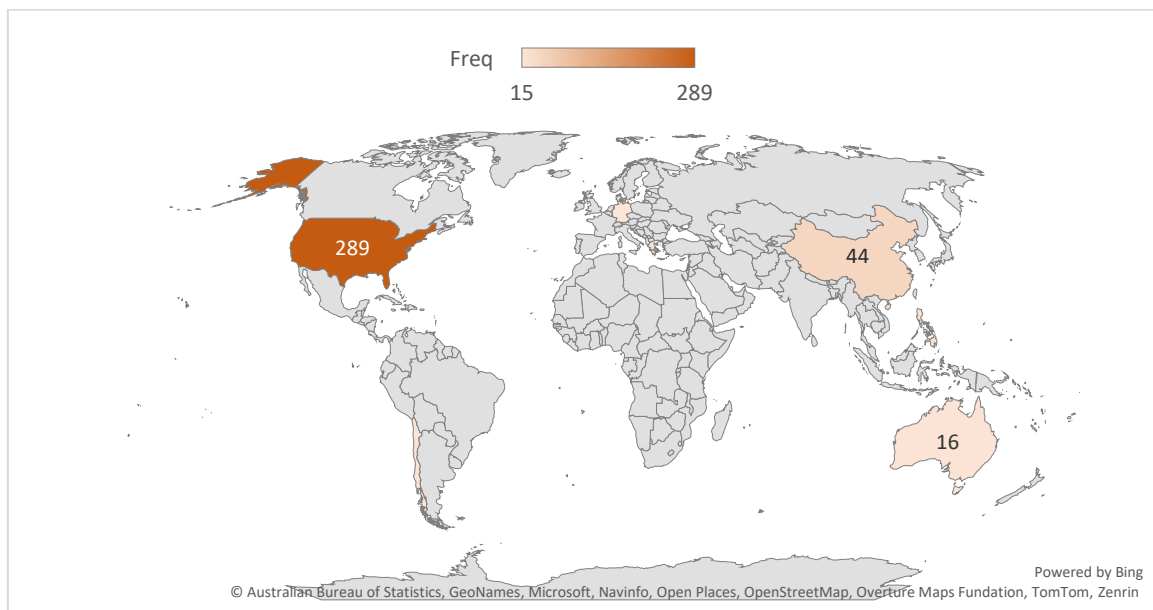 Freq
15 289
289
44
16
Powered by Bing
© Australian Bureau of Statistics, GeoNames, Microsoft, Navinfo, Open Places, OpenStreetMap, Overture Maps Fundation, TomTom, Zenrin